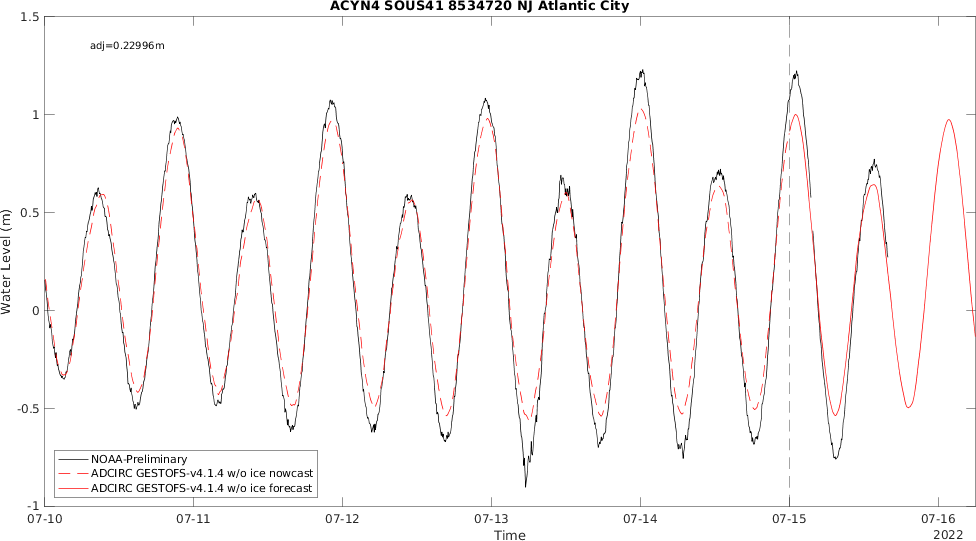 ACYN4 SOUS41 8534720 NJ Atlantic City
adj=0.22996m
1.5
1
0.5
0
-0.5
-1
Water Level (m)
NOAA-Preliminary
ADCIRC GESTOFS-v4.1.4 w/o ice nowcast
ADCIRC GESTOFS-v4.1.4 w/o ice forecast
07-10 07-11 07-12 07-13 07-14 07-15 07-16
Time
2022